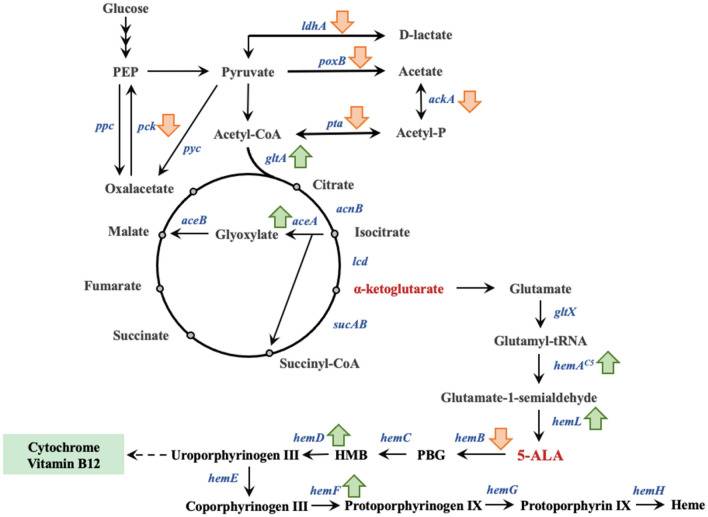 Glucose
ldhA
D-lactate
PEP
Pyruvate
poxB
Acetate
ackA
ppc
pck
pyc
Acetyl-CoA
pta
Acetyl-P
gltA
Oxalacetate
Citrate
acnB
Malate
aceB
Glyoxylate
aceA
Isocitrate
lcd
Fumarate
α-ketoglutarate
Glutamate
gltX
sucAB
Succinate
Glutamyl-tRNA
Succinyl-CoA
hemA^C5
Glutamate-1-semialdehyde
hemL
Cytochrome
Vitamin B12
Uroporphyrinogen III
hemD
HMB
hemC
PBG
hemB
5-ALA
hemE
Coporphyrinogen III
hemF
Protoporphyrinogen IX
hemG
Protoporphyrin IX
hemH
Heme